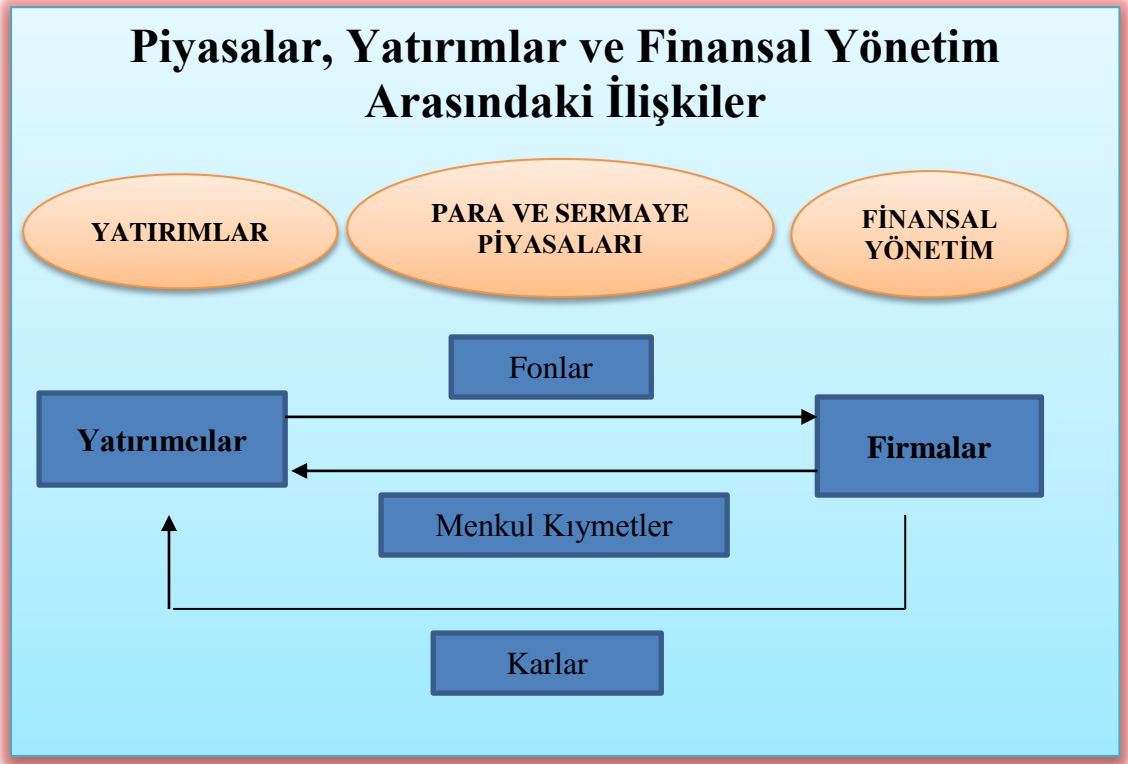 Piyasalar, Yatırımlar ve Finansal Yönetim
Arasındaki İlişkiler
YATIRIMLAR
PARA VE SERMAYE
PİYASALARI
FİNANSAL
YÖNETİM
Fonlar
Yatırımcılar
Firmalar
Menkul Kıymetler
Karlar